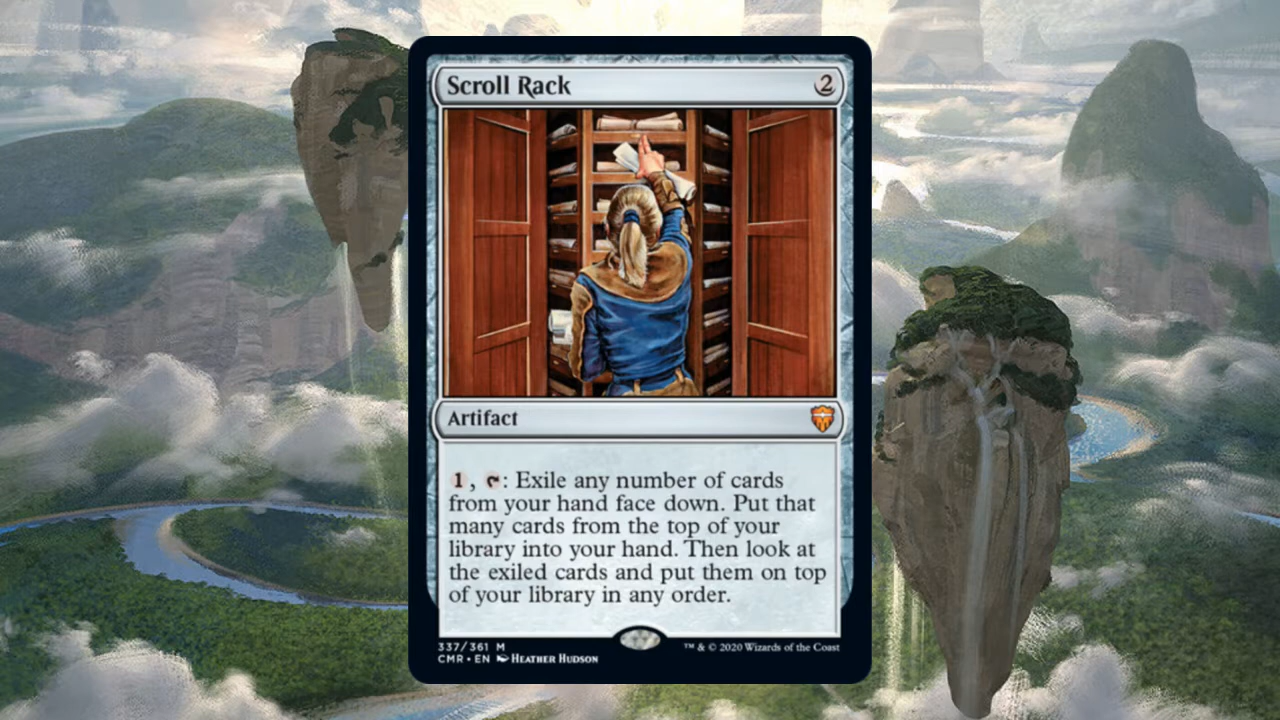 Scroll Rack 2
Artifact
1, : Exile any number of cards
from your hand face down. Put that
many cards from the top of your
library into your hand. Then look at
the exiled cards and put them on top
of your library in any order.
337/361 M
CMR • EN Heather Hudson
™ & © 2020 Wizards of the Coast